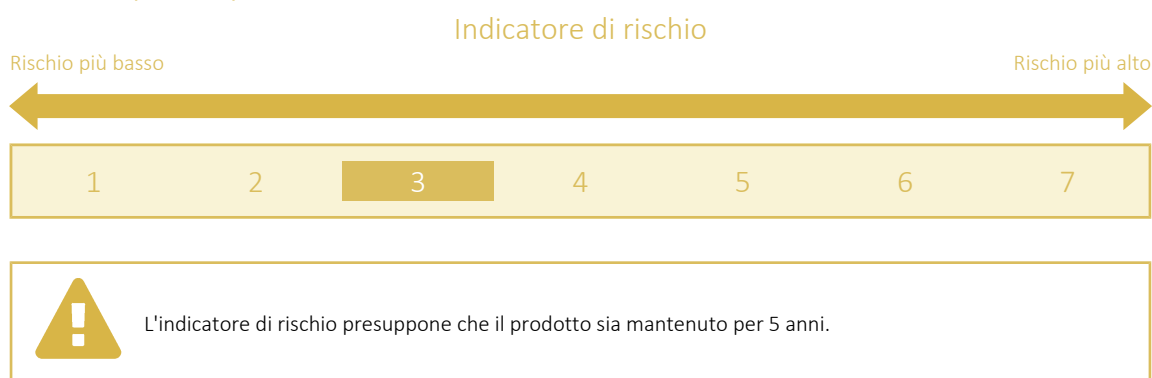 Indicatore di rischio
Rischio più basso Rischio più alto
1 2 3 4 5 6 7
L'indicatore di rischio presuppone che il prodotto sia mantenuto per 5 anni.